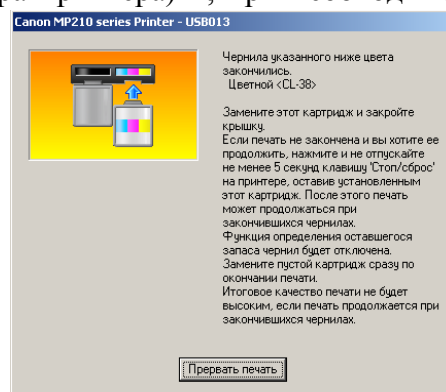 Canon MP210 series Printer - USB013
Чернила указанного ниже цвета
закончились.
Цветной <CL-38>
Замените этот картридж и закройте
крышку.
Если печать не закончена и вы хотите ее
продолжить, нажмите и не отпускайте
не менее 5 секунд клавишу 'Стоп/сброс'
на принтере, оставив установленным
этот картридж. После этого печать
может продолжаться при
закончившихся чернилах.
Функция определения оставшегося
запаса чернил будет отключена.
Замените пустой картридж сразу по
окончании печати.
Итоговое качество печати не будет
высоким, если печать продолжается при
закончившихся чернилах.
Прервать печать